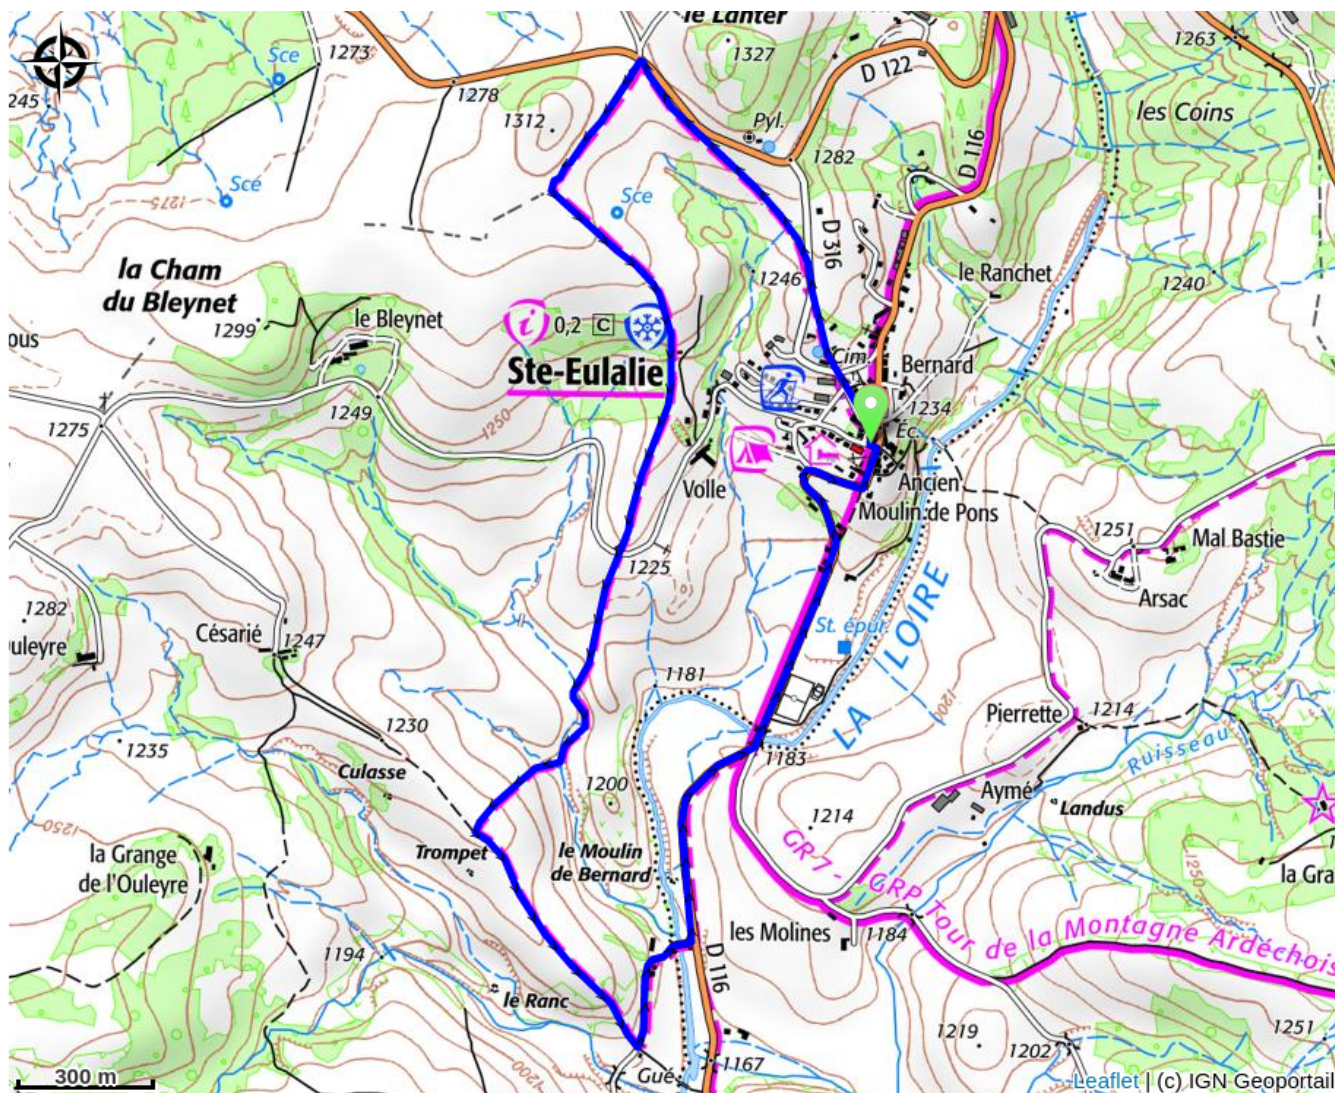 le Lanter
1273
1327
1263
D 122
1278
245
1312
Pyl.
les Coins
1282
D 116
Sce
Scé
Sce
1275
D 316
la Cham
du Bleynet
1246
le Ranchet
1240
1299
le Bleynet
i 0,2 C
ous
Ste-Eulalie
Cim.
Bernard
1249
1250
1234
1275
Éc.
Volle
Ancien
Moulin de Pons
1251
Mal Bastie
1225
Arsac
1282
Césarié
1247
uleyre
St. épur.
LA LOIRE
1181
1200
1230
Pierrette
1214
1235
1183
Ruisseau
Culasse
1200
Aymé
Landus
1250
1214
la Grange
de l'Ouleyre
Trompet
le Moulin
de Bernard
GR 7 - GRP Tour de la Montagne Ardéchois
1250
la Gra
les Molines
1184
1194
D 116
le Ranc
1219
1251
1202
1200
Gué
1167
300 m
Leaflet | (c) IGN Geoportail